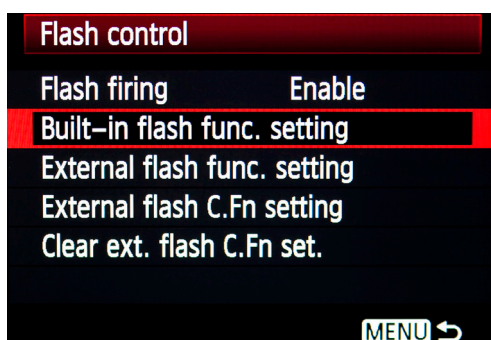 Flash control
Flash firing Enable
Built-in flash func. setting
External flash func. setting
External flash C.Fn setting
Clear ext. flash C.Fn set.
MENU